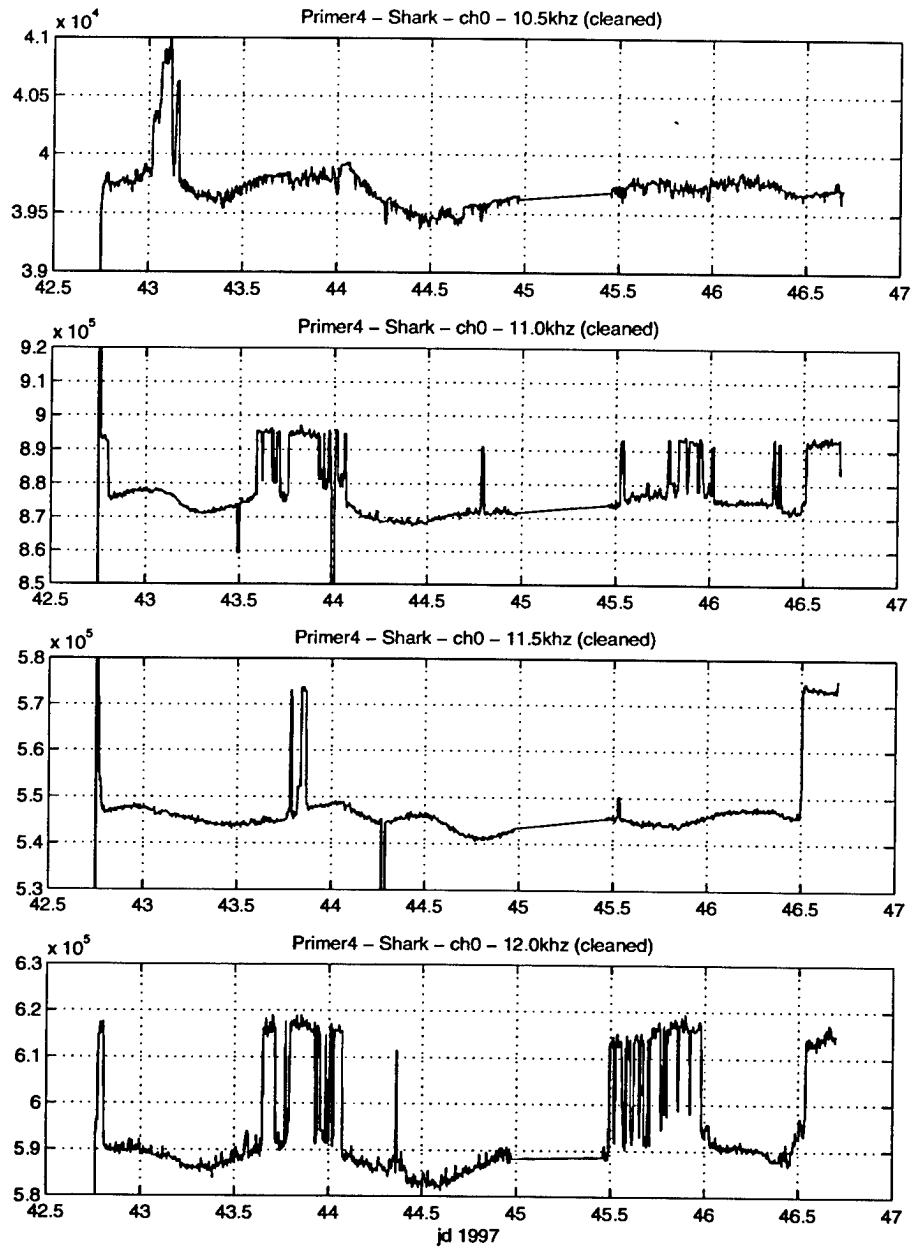 Primer4 – Shark – ch0 – 10.5khz (cleaned)
x 10^4
4.1
4.05
4
3.95
3.9
42.5 43 43.5 44 44.5 45 45.5 46 46.5 47
Primer4 – Shark – ch0 – 11.0khz (cleaned)
x 10^5
9.2
9.1
9
8.9
8.8
8.7
8.6
8.5
42.5 43 43.5 44 44.5 45 45.5 46 46.5 47
Primer4 – Shark – ch0 – 11.5khz (cleaned)
x 10^5
5.8
5.7
5.6
5.5
5.4
5.3
42.5 43 43.5 44 44.5 45 45.5 46 46.5 47
Primer4 – Shark – ch0 – 12.0khz (cleaned)
x 10^5
6.3
6.2
6.1
6
5.9
5.8
42.5 43 43.5 44 44.5 45 45.5 46 46.5 47
jd 1997